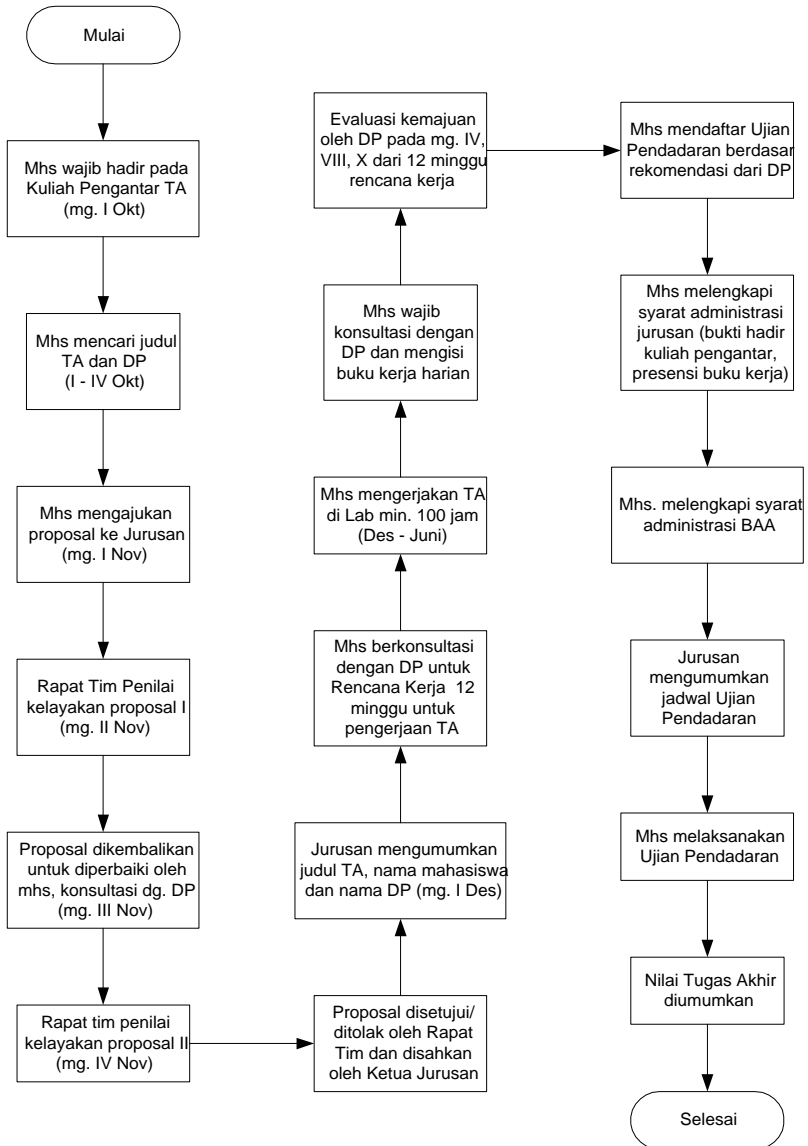 Mulai
Mhs wajib hadir pada
Kuliah Pengantar TA
(mg. I Okt)
Mhs mencari judul
TA dan DP
(I - IV Okt)
Mhs mengajukan
proposal ke Jurusan
(mg. I Nov)
Rapat Tim Penilai
kelayakan proposal I
(mg. II Nov)
Proposal dikembalikan
untuk diperbaiki oleh
mhs, konsultasi dg. DP
(mg. III Nov)
Rapat tim penilai
kelayakan proposal II
(mg. IV Nov)
Proposal disetujui/
ditolak oleh Rapat
Tim dan disahkan
oleh Ketua Jurusan
Jurusan mengumumkan
judul TA, nama mahasiswa
dan nama DP (mg. I Des)
Mhs berkonsultasi
dengan DP untuk
Rencana Kerja 12
minggu untuk
pengerjaan TA
Mhs mengerjakan TA
di Lab min. 100 jam
(Des - Juni)
Mhs wajib
konsultasi dengan
DP dan mengisi
buku kerja harian
Evaluasi kemajuan
oleh DP pada mg. IV,
VIII, X dari 12 minggu
rencana kerja
Mhs mendaftar Ujian
Pendadaran berdasar
rekomendasi dari DP
Mhs melengkapi
syarat administrasi
jurusan (bukti hadir
kuliah pengantar,
presensi buku kerja)
Mhs. melengkapi syarat
administrasi BAA
Jurusan
mengumumkan
jadwal Ujian
Pendadaran
Mhs melaksanakan
Ujian Pendadaran
Nilai Tugas Akhir
diumumkan
Selesai